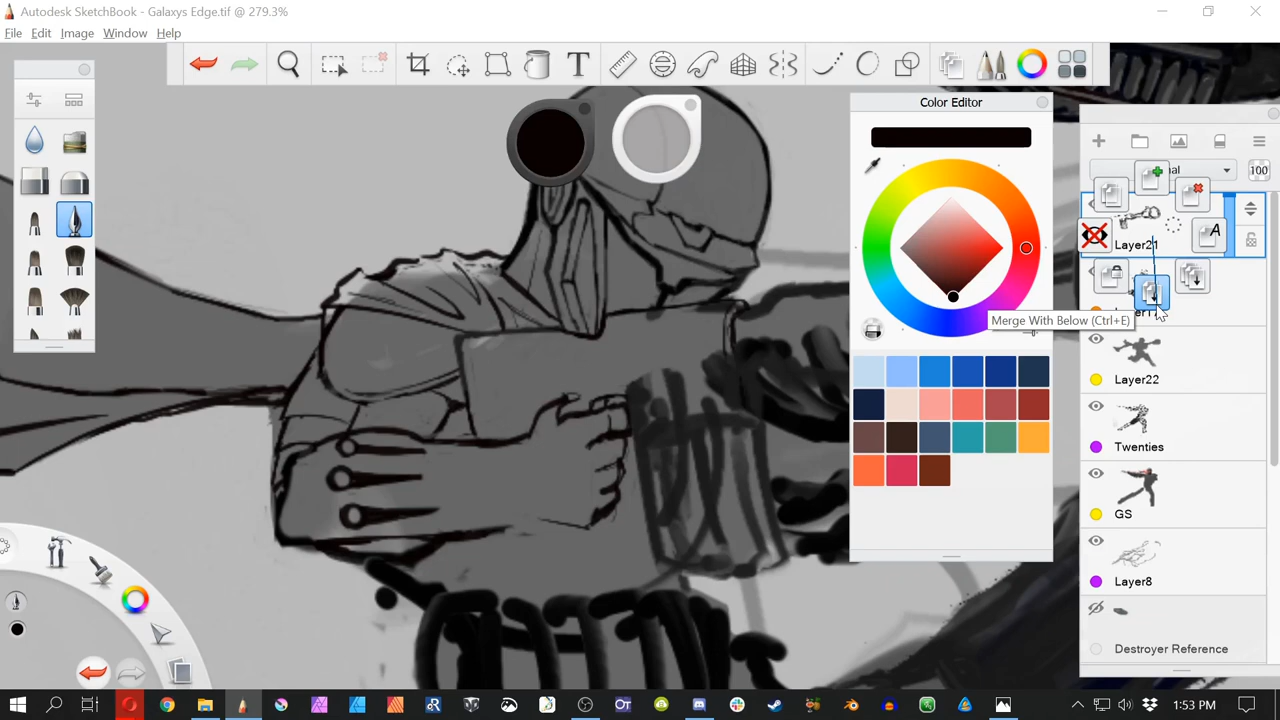 Autodesk SketchBook - Galaxys Edge.tif @ 279.3%
File Edit Image Window Help
T
Color Editor
nal 100
Layer21
A
Merge With Below (Ctrl+E)
Layer22
Twenties
GS
Layer8
Destroyer Reference
1:53 PM